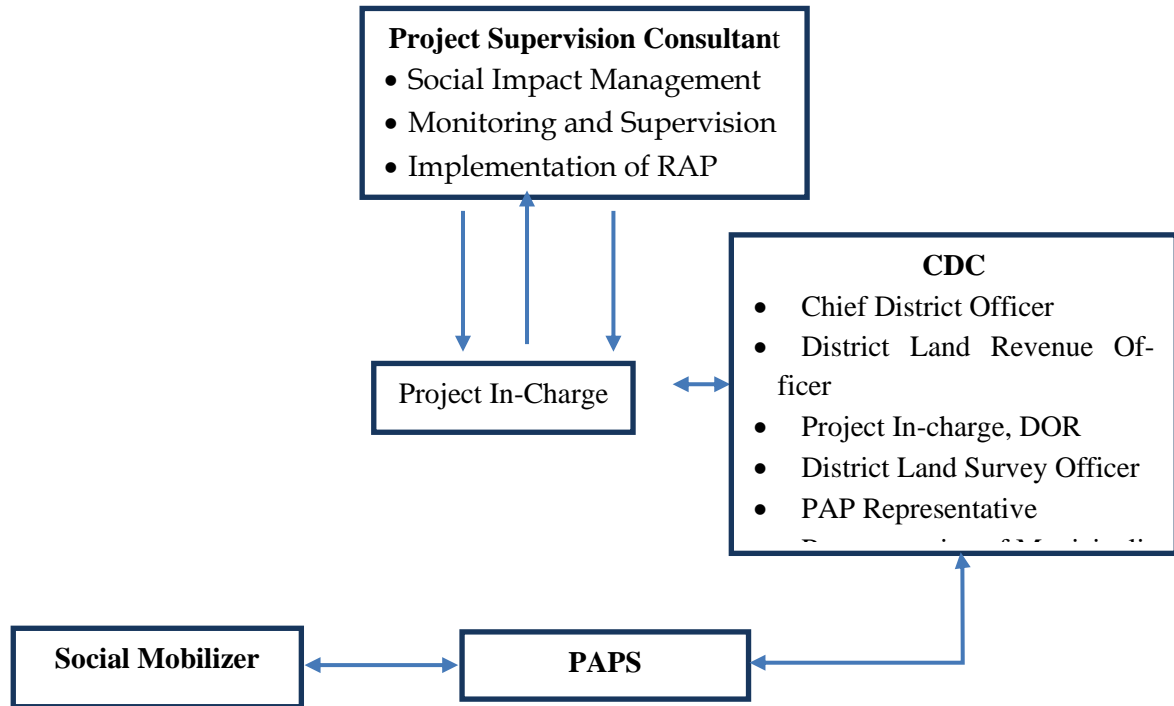 Project Supervision Consultant
• Social Impact Management
• Monitoring and Supervision
• Implementation of RAP
CDC
• Chief District Officer
• District Land Revenue Of-
ficer
• Project In-charge, DOR
• District Land Survey Officer
• PAP Representative
Project In-Charge
Social Mobilizer
PAPS